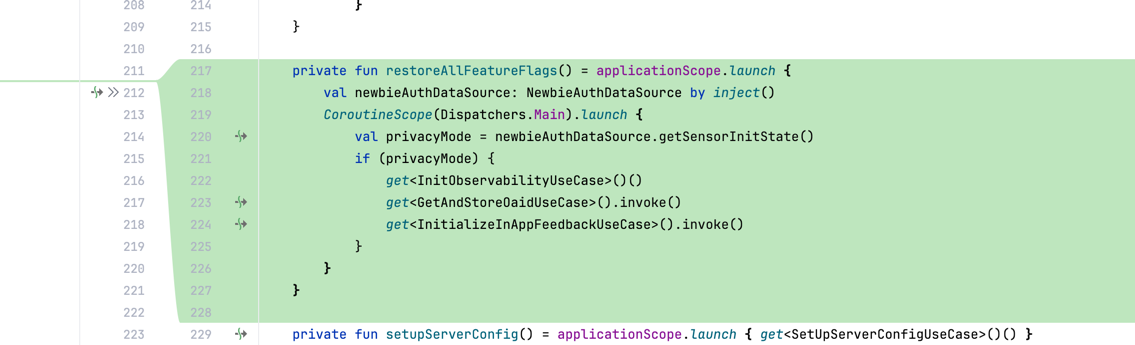 208 214 }
209 215 }
210 216
211 217 private fun restoreAllFeatureFlags() = applicationScope.launch {
212 218 val newbieAuthDataSource: NewbieAuthDataSource by inject()
213 219 CoroutineScope(Dispatchers.Main).launch {
214 220 val privacyMode = newbieAuthDataSource.getSensorInitState()
215 221 if (privacyMode) {
216 222 get<InitObservabilityUseCase>()()
217 223 get<GetAndStoreOaidUseCase>().invoke()
218 224 get<InitializeInAppFeedbackUseCase>().invoke()
219 225 }
220 226 }
221 227 }
222 228
223 229 private fun setupServerConfig() = applicationScope.launch { get<SetUpServerConfigUseCase>()() }